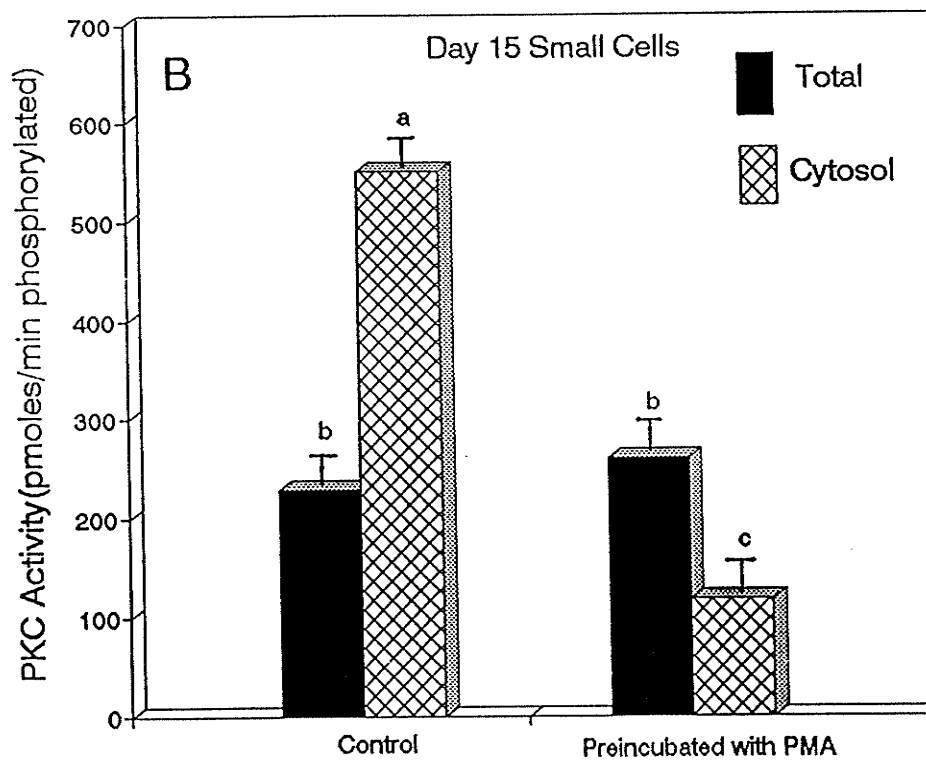 B
Day 15 Small Cells
Total
Cytosol
PKC Activity(pmoles/min phosphorylated)
700
600
500
400
300
200
100
0
b
a
b
c
Control
Preincubated with PMA